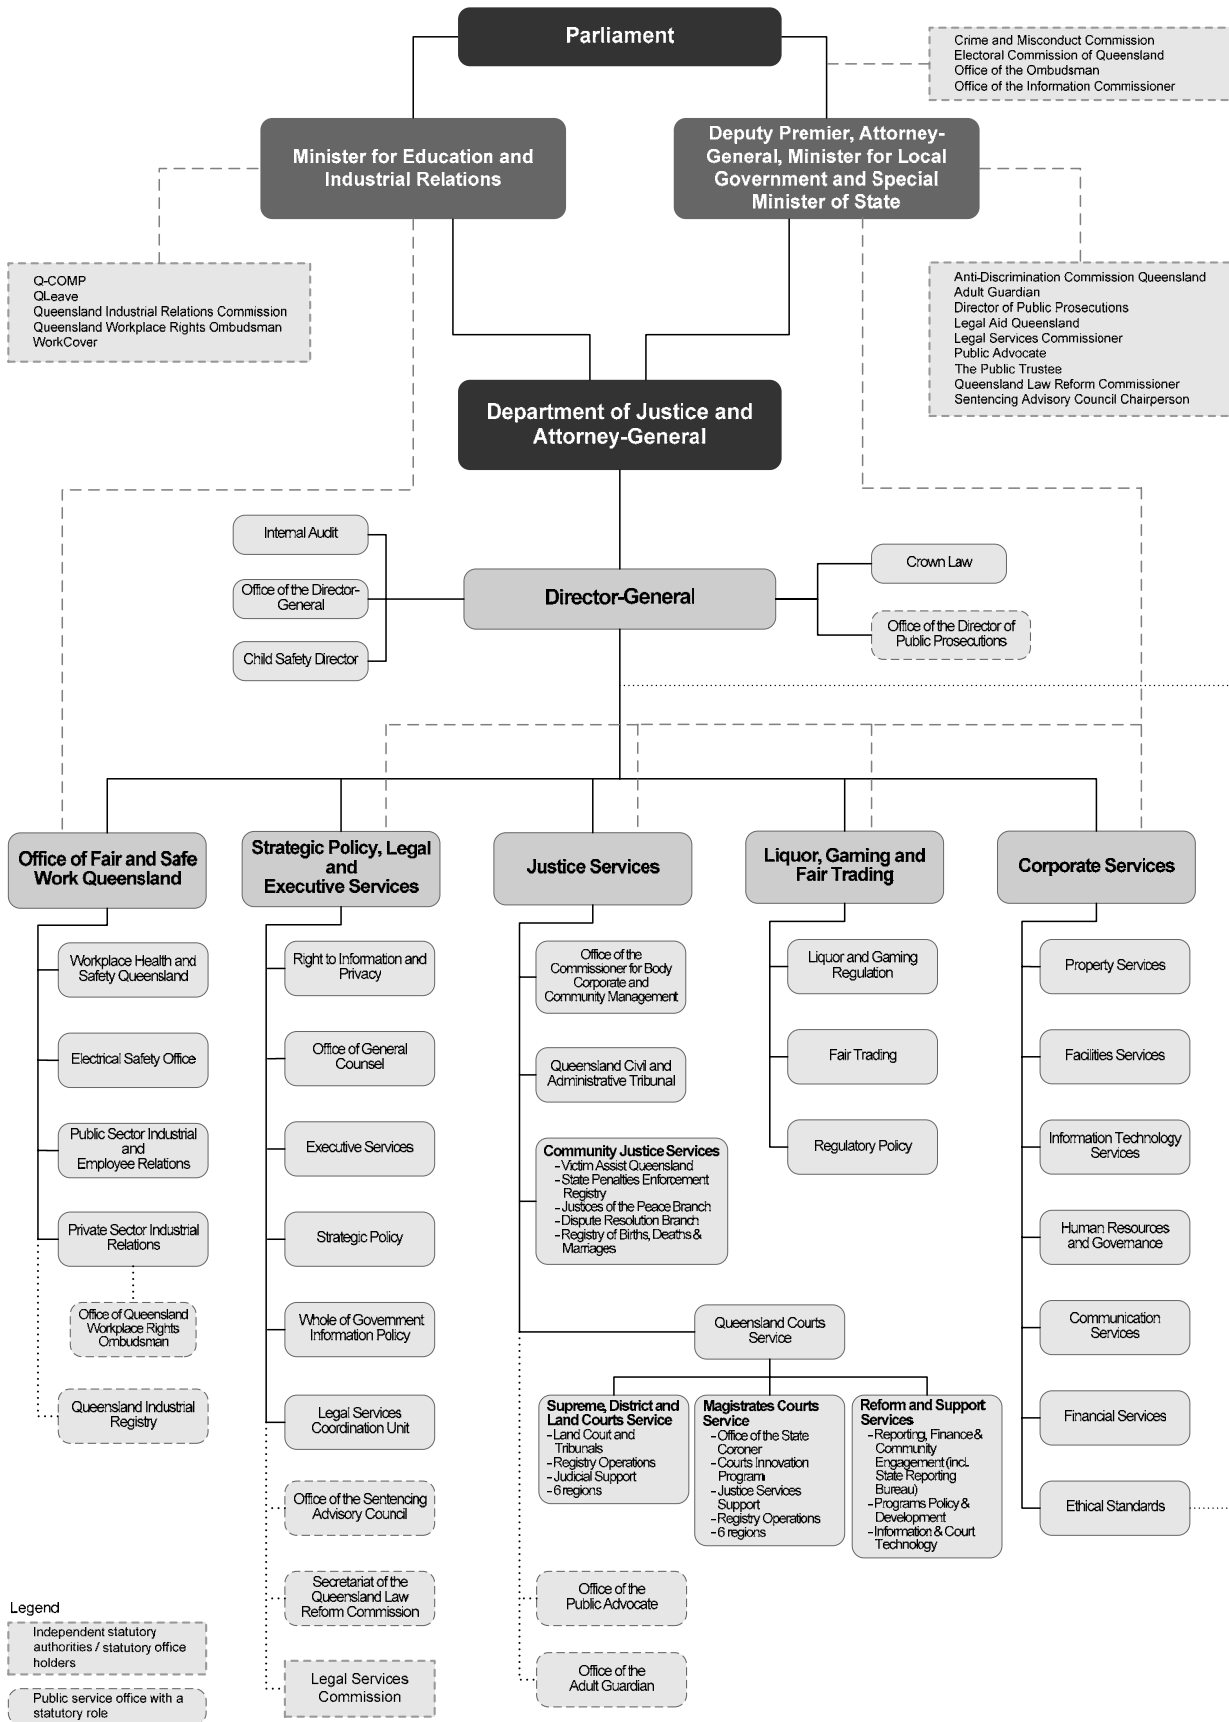 Parliament
Crime and Misconduct Commission
Electoral Commission of Queensland
Office of the Ombudsman
Office of the Information Commissioner
Minister for Education and
Industrial Relations
Deputy Premier, Attorney-
General, Minister for Local
Government and Special
Minister of State
Q-COMP
QLeave
Queensland Industrial Relations Commission
Queensland Workplace Rights Ombudsman
WorkCover
Anti-Discrimination Commission Queensland
Adult Guardian
Director of Public Prosecutions
Legal Aid Queensland
Legal Services Commissioner
Public Advocate
The Public Trustee
Queensland Law Reform Commissioner
Sentencing Advisory Council Chairperson
Department of Justice and
Attorney-General
Internal Audit
Office of the Director-
General
Child Safety Director
Director-General
Crown Law
Office of the Director of
Public Prosecutions
Office of Fair and Safe
Work Queensland
Workplace Health and
Safety Queensland
Electrical Safety Office
Public Sector Industrial
and
Employee Relations
Private Sector Industrial
Relations
Office of Queensland
Workplace Rights
Ombudsman
Queensland Industrial
Registry
Strategic Policy, Legal
and
Executive Services
Right to Information and
Privacy
Office of General
Counsel
Executive Services
Strategic Policy
Whole of Government
Information Policy
Legal Services
Coordination Unit
Office of the Sentencing
Advisory Council
Secretariat of the
Queensland Law
Reform Commission
Legal Services
Commission
Justice Services
Office of the
Commissioner for Body
Corporate and
Community Management
Queensland Civil and
Administrative Tribunal
Community Justice Services
- Victim Assist Queensland
- State Penalties Enforcement
Registry
- Justices of the Peace Branch
- Dispute Resolution Branch
- Registry of Births, Deaths &
Marriages
Queensland Courts
Service
Supreme, District and
Land Courts Service
- Land Court and
Tribunals
- Registry Operations
- Judicial Support
- 6 regions
Magistrates Courts
Service
- Office of the State
Coroner
- Courts Innovation
Program
- Justice Services
Support
- Registry Operations
- 6 regions
Reform and Support
Services
- Reporting, Finance &
Community
Engagement (incl.
State Reporting
Bureau)
- Programs Policy &
Development
- Information & Court
Technology
Office of the
Public Advocate
Office of the
Adult Guardian
Liquor, Gaming and
Fair Trading
Liquor and Gaming
Regulation
Fair Trading
Regulatory Policy
Corporate Services
Property Services
Facilities Services
Information Technology
Services
Human Resources
and Governance
Communication
Services
Financial Services
Ethical Standards
Legend
Independent statutory
authorities / statutory office
holders
Public service office with a
statutory role